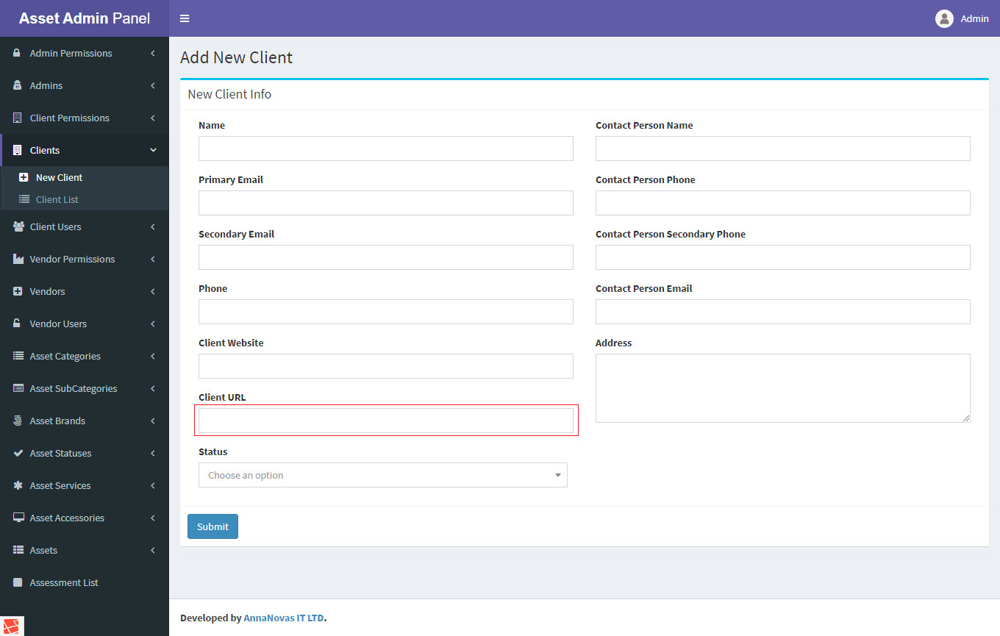 Asset Admin Panel
Admin
Admin Permissions
Admins
Client Permissions
Clients
New Client
Client List
Client Users
Vendor Permissions
Vendors
Vendor Users
Asset Categories
Asset SubCategories
Asset Brands
Asset Statuses
Asset Services
Asset Accessories
Assets
Assessment List
Add New Client
New Client Info
Name
Primary Email
Secondary Email
Phone
Client Website
Client URL
Status
Choose an option
Contact Person Name
Contact Person Phone
Contact Person Secondary Phone
Contact Person Email
Address
Submit
Developed by AnnaNovas IT LTD.